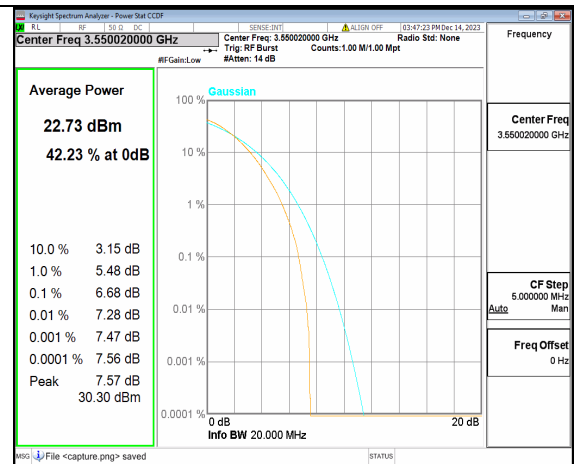 Keysight Spectrum Analyzer - Power Stat CCDF
RL RF 50 Ω DC SENSE:INT ALIGN OFF 03:47:23 PM Dec 14, 2023
Center Freq 3.550020000 GHz
Center Freq: 3.550020000 GHz Radio Std: None
Trig: RF Burst Counts:1.00 M/1.00 Mpt
#IFGain:Low #Atten: 14 dB
Frequency
Average Power
22.73 dBm
42.23 % at 0dB
10.0 % 3.15 dB
1.0 % 5.48 dB
0.1 % 6.68 dB
0.01 % 7.28 dB
0.001 % 7.47 dB
0.0001 % 7.56 dB
Peak 7.57 dB
30.30 dBm
Gaussian
100 %
10 %
1 %
0.1 %
0.01 %
0.001 %
0.0001 %
0 dB 20 dB
Info BW 20.000 MHz
Center Freq
3.550020000 GHz
CF Step
5.000000 MHz
Auto Man
Freq Offset
0 Hz
MSG File <capture.png> saved STATUS